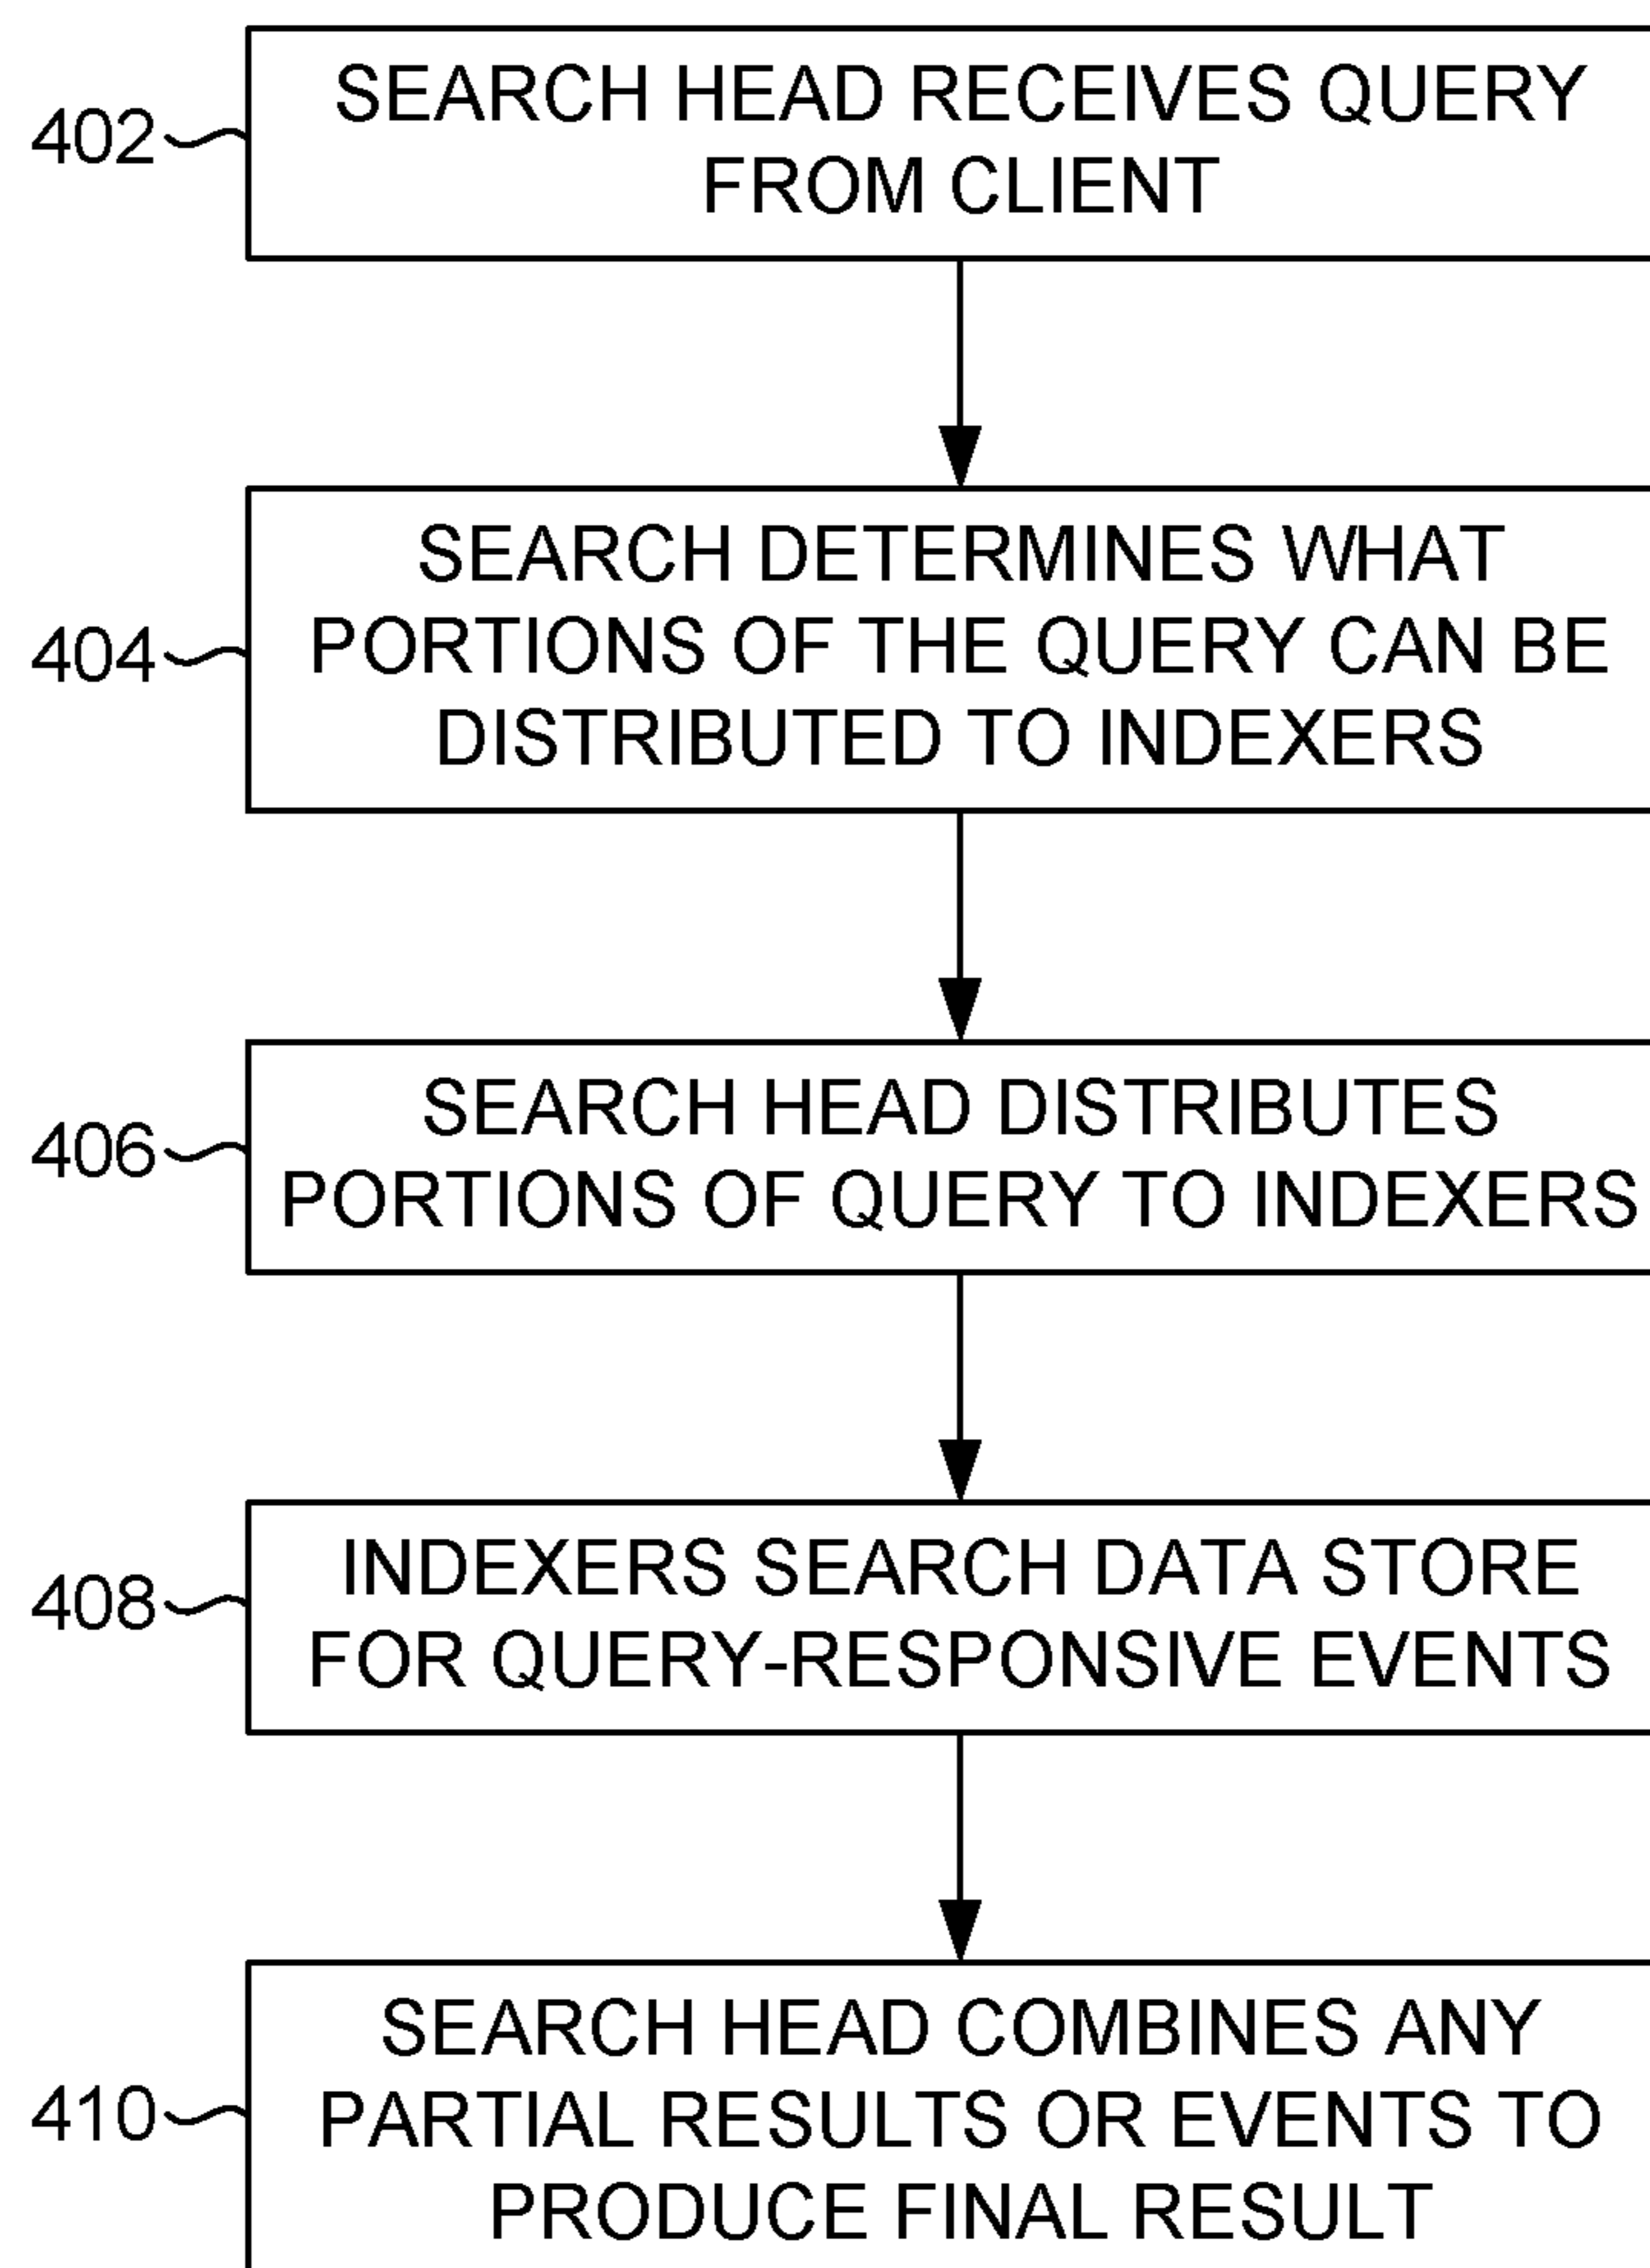 SEARCH HEAD RECEIVES QUERY
402
FROM CLIENT
SEARCH DETERMINES WHAT
404
PORTIONS OF THE QUERY CAN BE
DISTRIBUTED TO INDEXERS
SEARCH HEAD DISTRIBUTES
406
PORTIONS OF QUERY TO INDEXERS
INDEXERS SEARCH DATA STORE
408
FOR QUERY-RESPONSIVE EVENTS
SEARCH HEAD COMBINES ANY
410
PARTIAL RESULTS OR EVENTS TO
PRODUCE FINAL RESULT